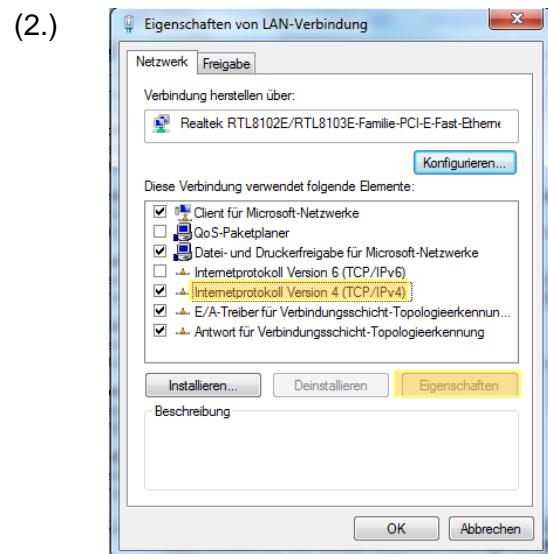 (2.)
Eigenschaften von LAN-Verbindung
Netzwerk Freigabe
Verbindung herstellen über:
Realtek RTL8102E/RTL8103E-Familie-PCI-E-Fast-Etherne
Konfigurieren...
Diese Verbindung verwendet folgende Elemente:
Client für Microsoft-Netzwerke
QoS-Paketplaner
Datei- und Druckerfreigabe für Microsoft-Netzwerke
Internetprotokoll Version 6 (TCP/IPv6)
Internetprotokoll Version 4 (TCP/IPv4)
E/A-Treiber für Verbindungsschicht-Topologieerkennun...
Antwort für Verbindungsschicht-Topologieerkennung
Installieren... Deinstallieren Eigenschaften
Beschreibung
OK Abbrechen